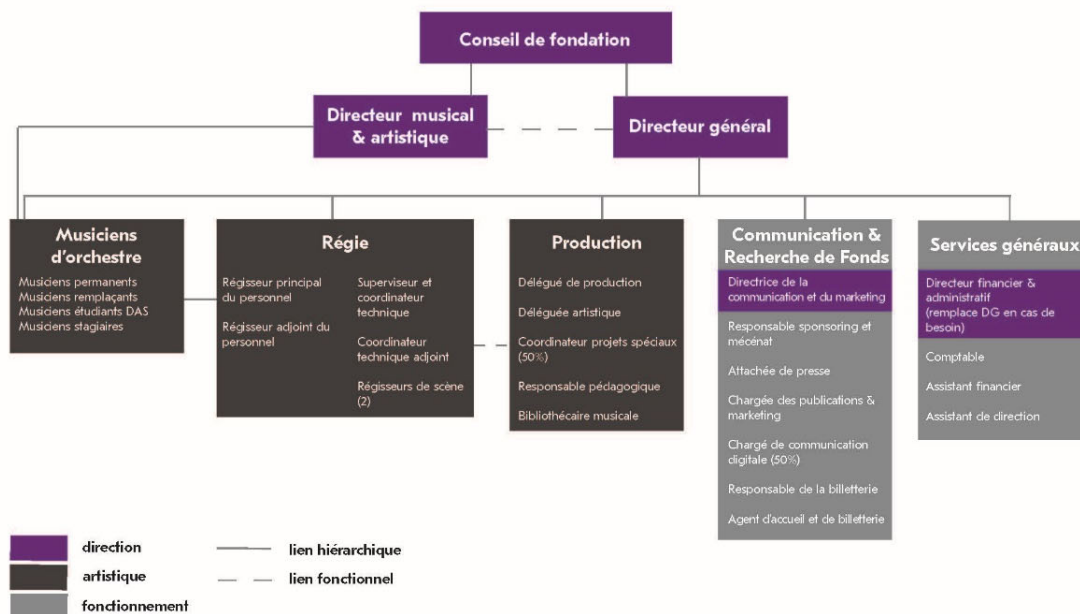 Conseil de fondation
Directeur musical
& artistique
Directeur général
Musiciens
d'orchestre
Musiciens permanents
Musiciens remplaçants
Musiciens étudiants DAS
Musiciens stagiaires
Régie
Régisseur principal
du personnel
Régisseur adjoint du
personnel
Superviseur et
coordinateur
technique
Coordinateur
technique adjoint
Régisseurs de scène
(2)
Production
Délégué de production
Déléguée artistique
Coordinateur projets spéciaux
(50%)
Responsable pédagogique
Bibliothécaire musicale
Communication &
Recherche de Fonds
Directrice de la
communication et du marketing
Responsable sponsoring et
mécénat
Attachée de presse
Chargée des publications &
marketing
Chargé de communication
digitale (50%)
Responsable de la billetterie
Agent d'accueil et de billetterie
Services généraux
Directeur financier &
administratif
(remplace DG en cas de
besoin)
Comptable
Assistant financier
Assistant de direction
direction
artistique
fonctionnement
lien hiérarchique
lien fonctionnel